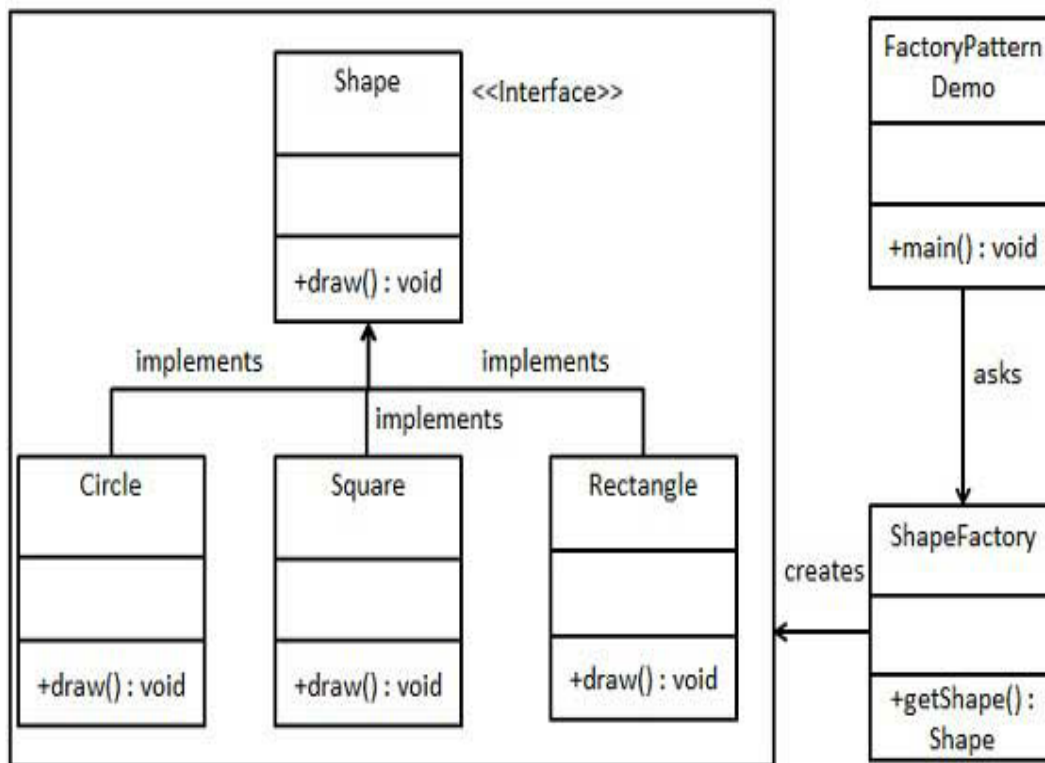 Shape
<<Interface>>
+draw() : void
implements
implements
implements
Circle
+draw() : void
Square
+draw() : void
Rectangle
+draw() : void
FactoryPattern
Demo
+main() : void
asks
ShapeFactory
+getShape() :
Shape
creates